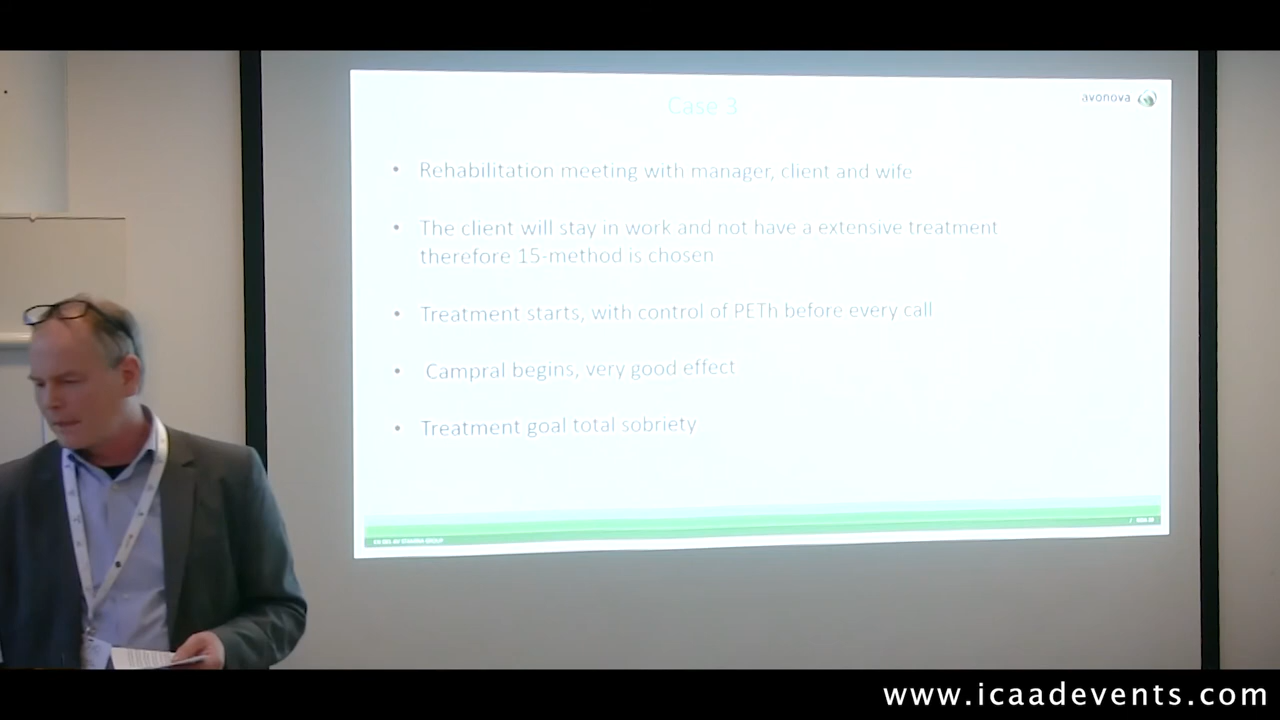 Case 3
avonova
• Rehabilitation meeting with manager, client and wife
• The client will stay in work and not have a extensive treatment
therefore 15-method is chosen
• Treatment starts, with control of PETh before every call
• Campral begins, very good effect
• Treatment goal total sobriety
www.icaadevents.com